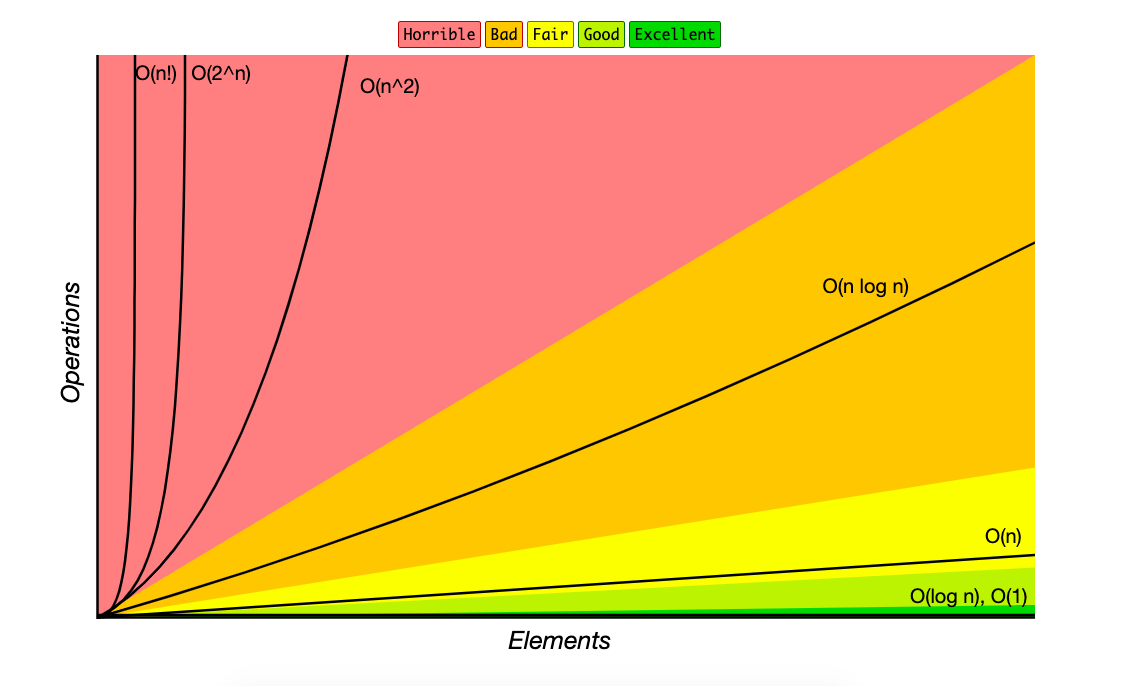 Horrible Bad Fair Good Excellent
O(n!) O(2^n)
O(n^2)
O(n log n)
Operations
O(n)
O(log n), O(1)
Elements